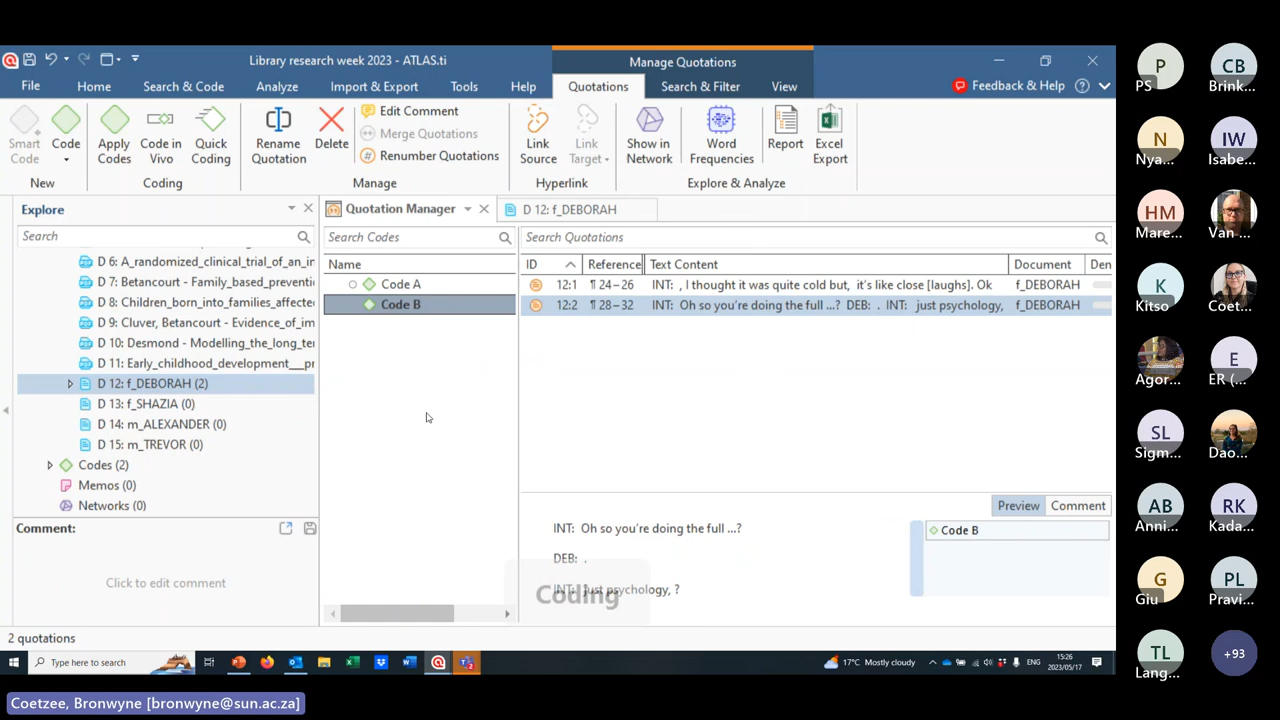 Library research week 2023 - ATLAS.ti
Manage Quotations
File
Home
Search & Code
Analyze
Import & Export
Tools
Help
Quotations
Search & Filter
View
Feedback & Help
Smart Code
Code
Apply Codes
Code in Vivo
Quick Coding
Rename Quotation
Delete
Edit Comment
Merge Quotations
Renumber Quotations
Link Source
Link Target
Show in Network
Word Frequencies
Report
Excel Export
New
Coding
Manage
Hyperlink
Explore & Analyze
Explore
Search
D 6: A_randomized_clinical_trial_of_an_in
D 7: Betancourt - Family_based_preventi
D 8: Children_born_into_families_affecte
D 9: Cluver, Betancourt - Evidence_of_im
D 10: Desmond - Modelling_the_long_te
D 11: Early_childhood_development__pr
D 12: f_DEBORAH (2)
D 13: f_SHAZIA (0)
D 14: m_ALEXANDER (0)
D 15: m_TREVOR (0)
Codes (2)
Memos (0)
Networks (0)
Comment:
Click to edit comment
Quotation Manager
D 12: f_DEBORAH
Search Codes
Name
Code A
Code B
Search Quotations
ID Reference Text Content Document Den
12:1 ¶ 24–26 INT: , I thought it was quite cold but, it's like close [laughs]. Ok f_DEBORAH
12:2 ¶ 28–32 INT: Oh so you're doing the full ...? DEB: . INT: just psychology, f_DEBORAH
Preview
Comment
INT: Oh so you're doing the full ...?
DEB: .
INT: just psychology, ?
Code B
Coding
2 quotations
Type here to search
17°C Mostly cloudy
ENG
15:26
2023/05/17
Coetzee, Bronwyne [bronwyne@sun.ac.za]
P
PS
CB
Brink...
N
Nya...
IW
Isabe...
HM
Mare...
Van ...
K
Kitso
Coet...
Agor...
E
ER (...
SL
Sigm...
Dao...
AB
Anni...
RK
Kada...
G
Giu
PL
Pravi...
TL
Lang...
+93